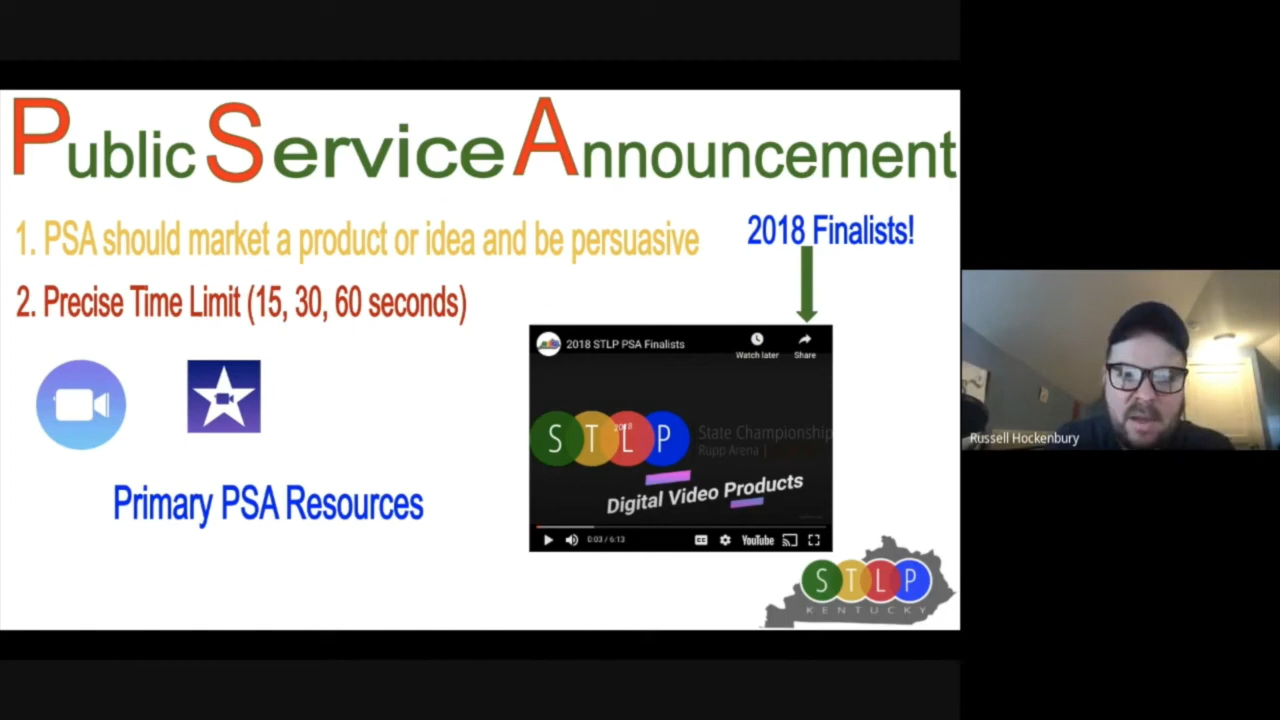 Public Service Announcement
1. PSA should market a product or idea and be persuasive
2018 Finalists!
2. Precise Time Limit (15, 30, 60 seconds)
2018 STLP PSA Finalists
Watch later
Share
2018
S T L P
State Championship
Rupp Arena |
Digital Video Products
0:03 / 6:13
CC
YouTube
Primary PSA Resources
S T L P
KENTUCKY
Russell Hockenbury